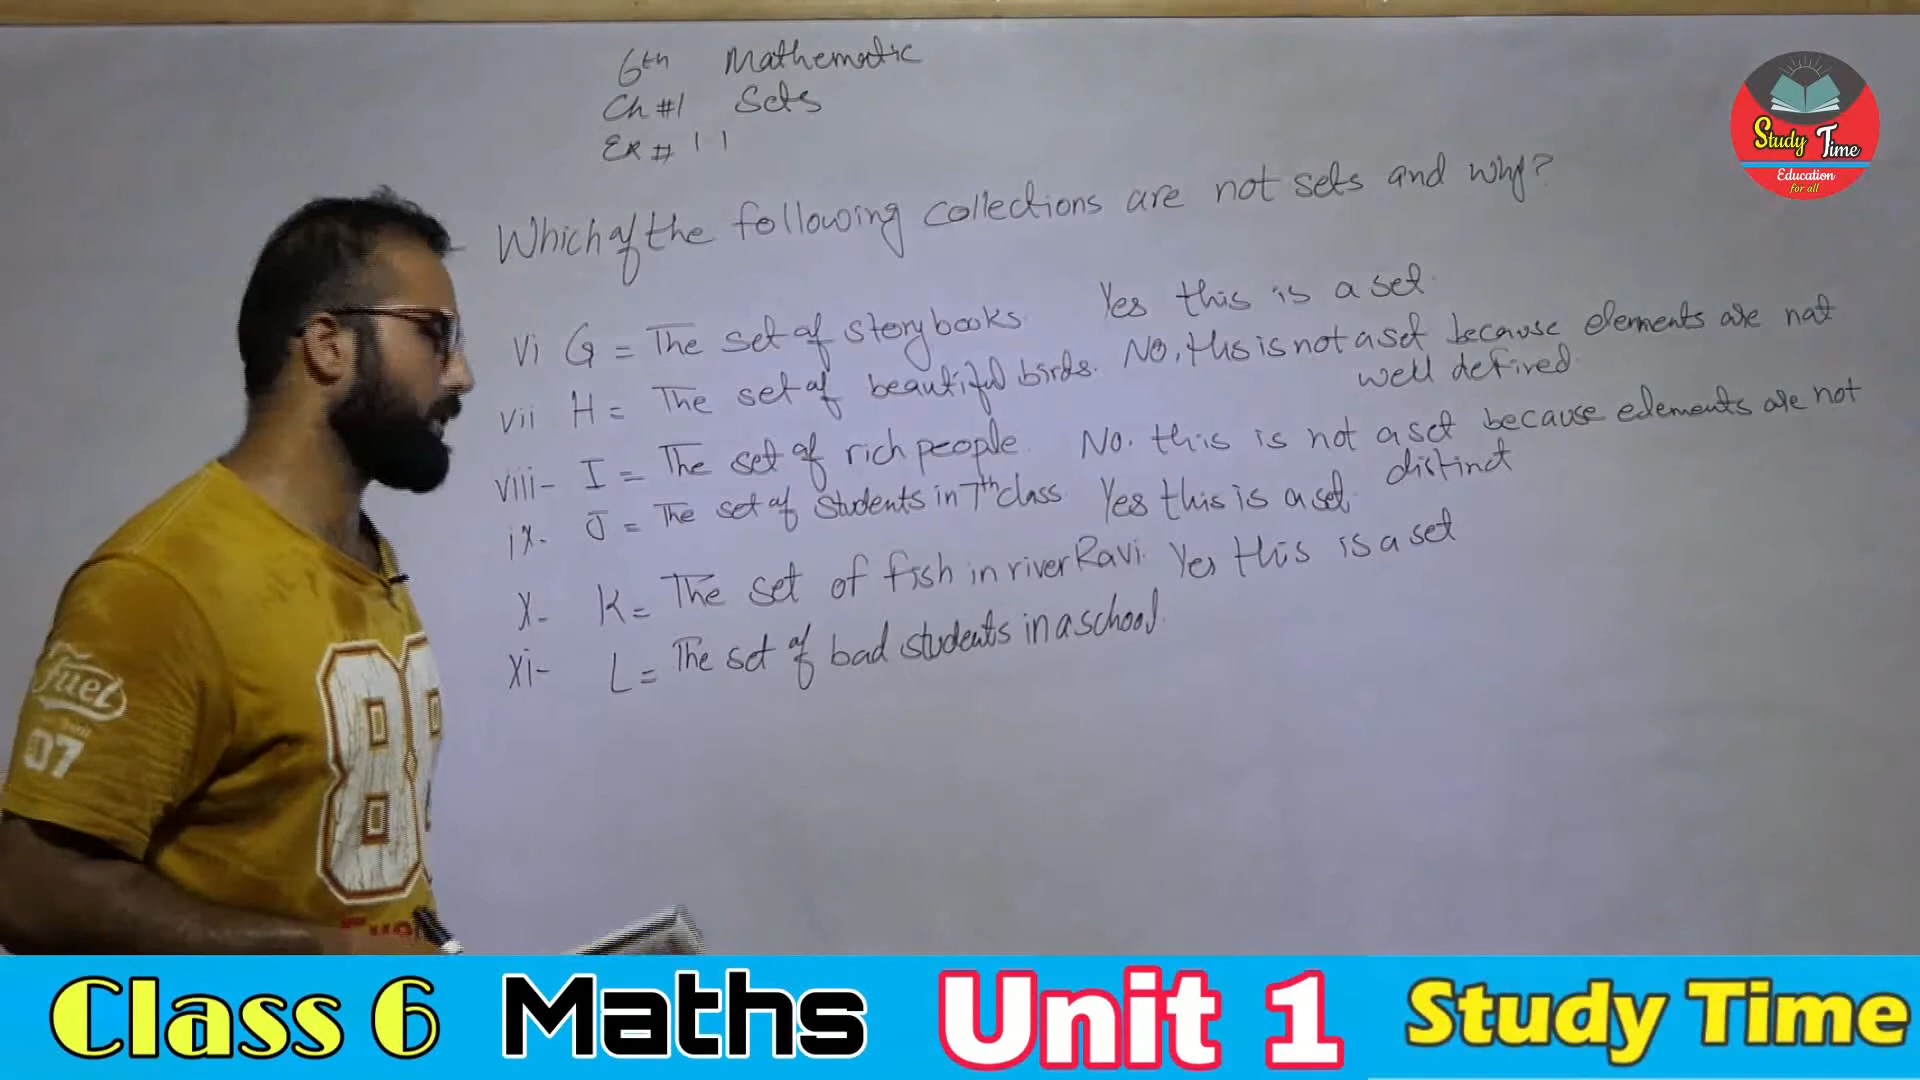 6th Mathematic
Ch #1 Sets
Ex # 1 1
Study Time
Education
for all
Which of the following collections are not sets and why?
vi G = The set of storybooks. Yes this is a set.
vii H = The set of beautiful birds. No, this is not a set because elements are not
well defined.
viii- I = The set of rich people. No. this is not a set because elements are not
distinct
ix. J = The set of students in 7th class. Yes this is a set.
x- K = The set of fish in river Ravi. Yes this is a set
xi- L = The set of bad students in a school.
Fuel
07
88
Class 6 Maths Unit 1 Study Time